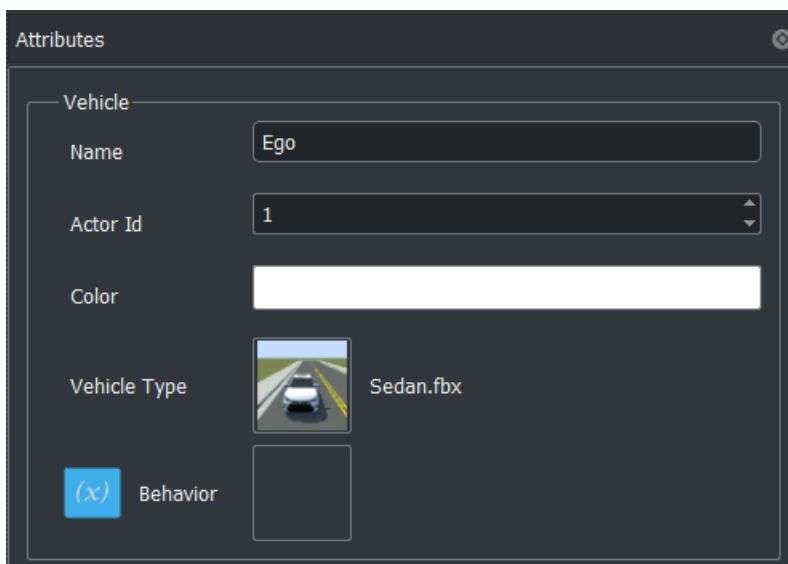 Attributes
Vehicle
Name
Ego
Actor Id
1
Color
Vehicle Type
Sedan.fbx
(x)
Behavior